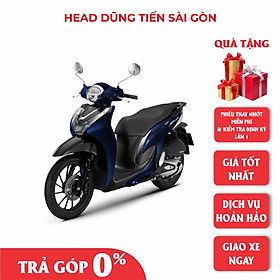 HEAD DŨNG TIẾN SÀI GÒN
QUÀ TẶNG
PHIẾU THAY NHỚT
MIỄN PHÍ
& KIỂM TRA ĐỊNH KỲ
LẦN 1
GIÁ TỐT
NHẤT
DỊCH VỤ
HOÀN HẢO
GIAO XE
NGAY
TRẢ GÓP 0%